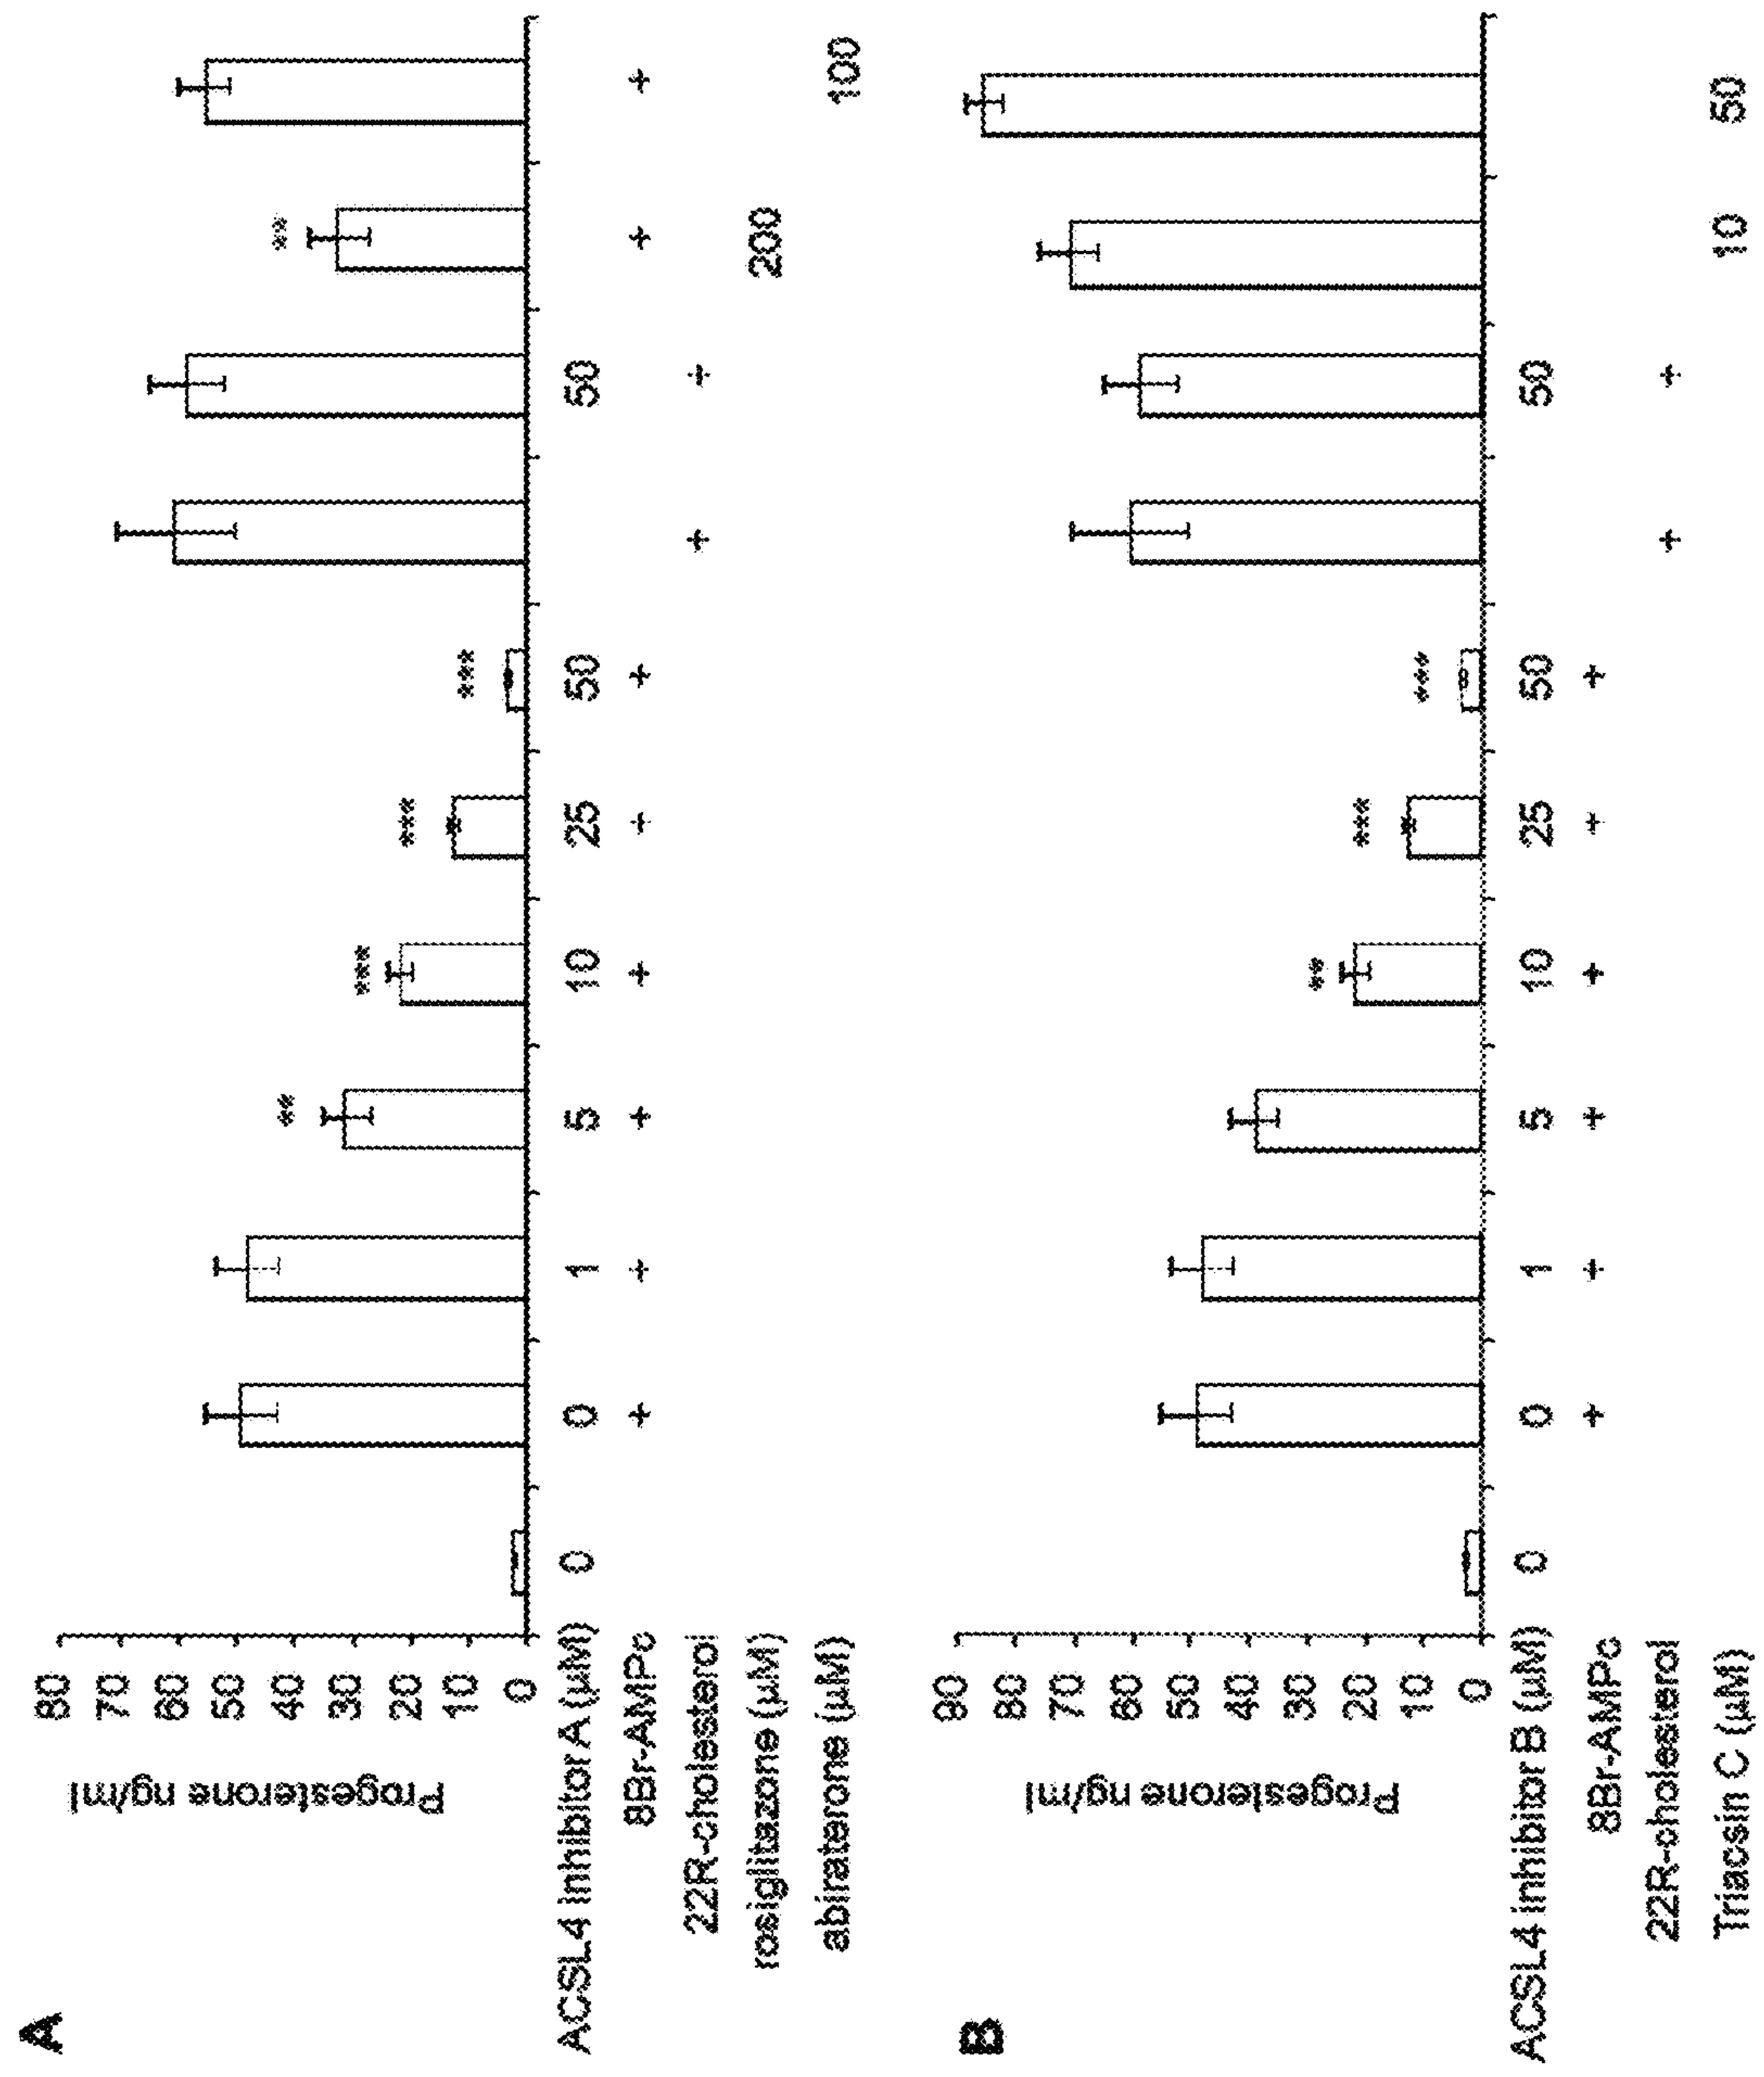 A
Progesterone ng/ml
80
70
60
50
40
30
20
10
0
** *** *** *** **
ACSL4 inhibitor A (µM) 0 0 1 5 10 25 50 50
8Br-AMPc + + + + + + + +
22R-cholesterol + +
rosiglitazone (µM) 200
abiraterone (µM) 100
B
Progesterone ng/ml
90
80
70
60
50
40
30
20
10
0
** *** ***
ACSL4 inhibitor B (µM) 0 0 1 5 10 25 50 50
8Br-AMPc + + + + + +
22R-cholesterol + +
Triacsin C (µM) 10 50